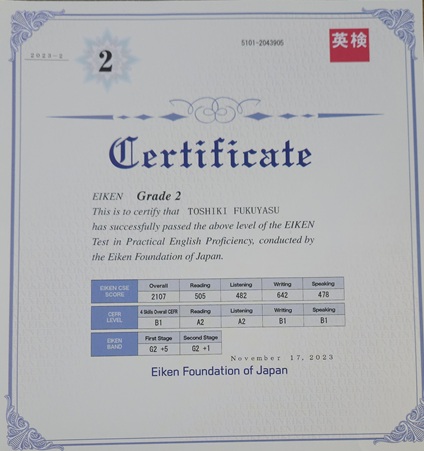 2023-2
2
5101-2043905
英検
Certificate
EIKEN Grade 2
This is to certify that TOSHIKI FUKUYASU
has successfully passed the above level of the EIKEN
Test in Practical English Proficiency, conducted by
the Eiken Foundation of Japan.
EIKEN CSE SCORE Overall Reading Listening Writing Speaking
2107 505 482 642 478
CEFR LEVEL 4 Skills Overall CEFR Reading Listening Writing Speaking
B1 A2 A2 B1 B1
EIKEN BAND First Stage Second Stage
G2 +5 G2 +1
November 17, 2023
Eiken Foundation of Japan